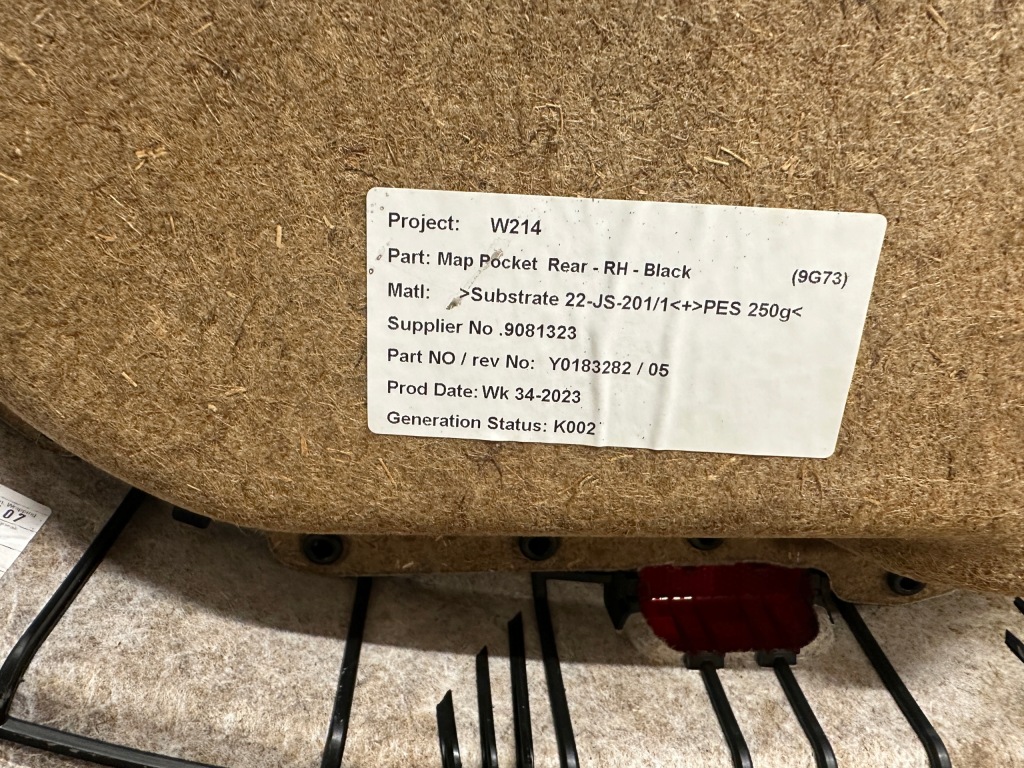 Project: W214
Part: Map Pocket Rear - RH - Black (9G73)
Matl: >Substrate 22-JS-201/1<+>PES 250g<
Supplier No .9081323
Part NO / rev No: Y0183282 / 05
Prod Date: Wk 34-2023
Generation Status: K002
07